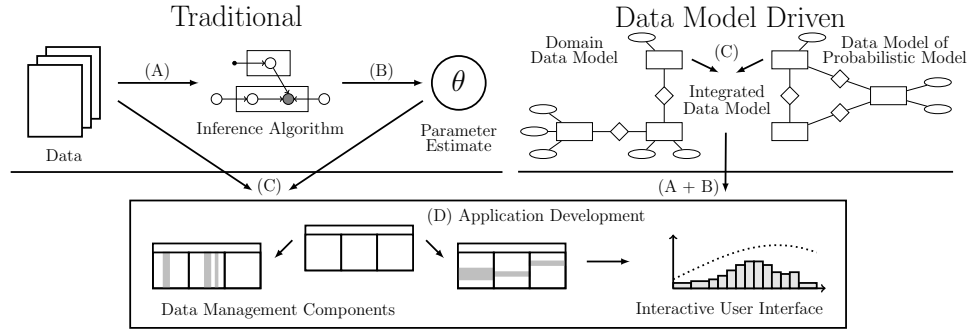 Traditional
Data Model Driven
(A)
(B)
θ
Data
Inference Algorithm
Parameter
Estimate
(C)
Domain
Data Model
(C)
Data Model of
Probabilistic Model
Integrated
Data Model
(A + B)
(D) Application Development
Data Management Components
Interactive User Interface